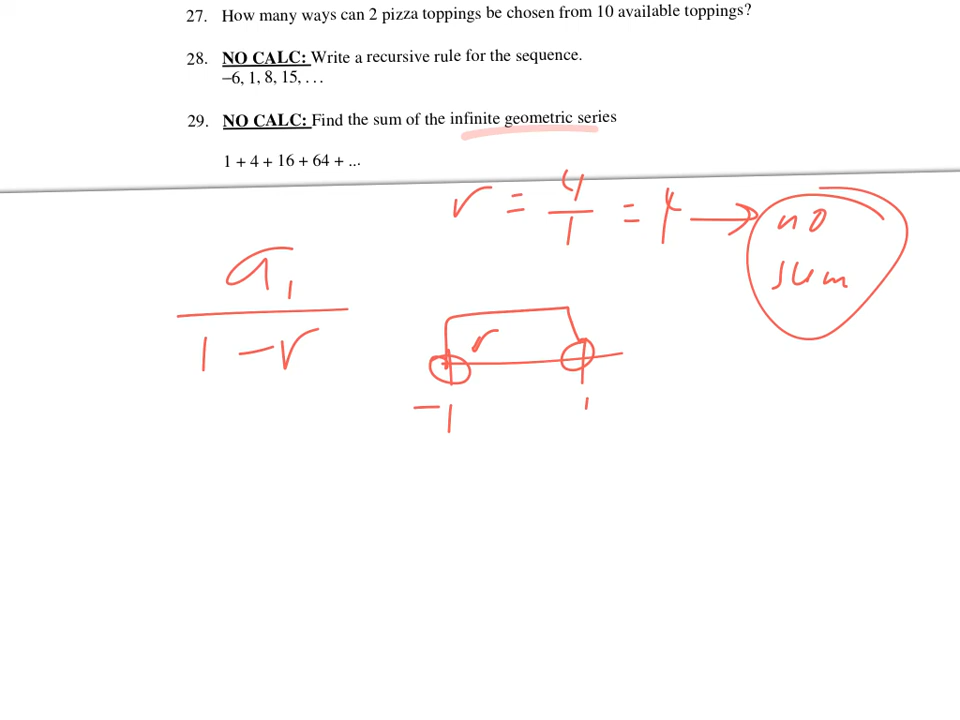 27. How many ways can 2 pizza toppings be chosen from 10 available toppings?
28. NO CALC: Write a recursive rule for the sequence.
–6, 1, 8, 15, . . .
29. NO CALC: Find the sum of the infinite geometric series
1 + 4 + 16 + 64 + ...
r = 4/1 = 4 → no
sum
a₁
1 – r
r
–1 1